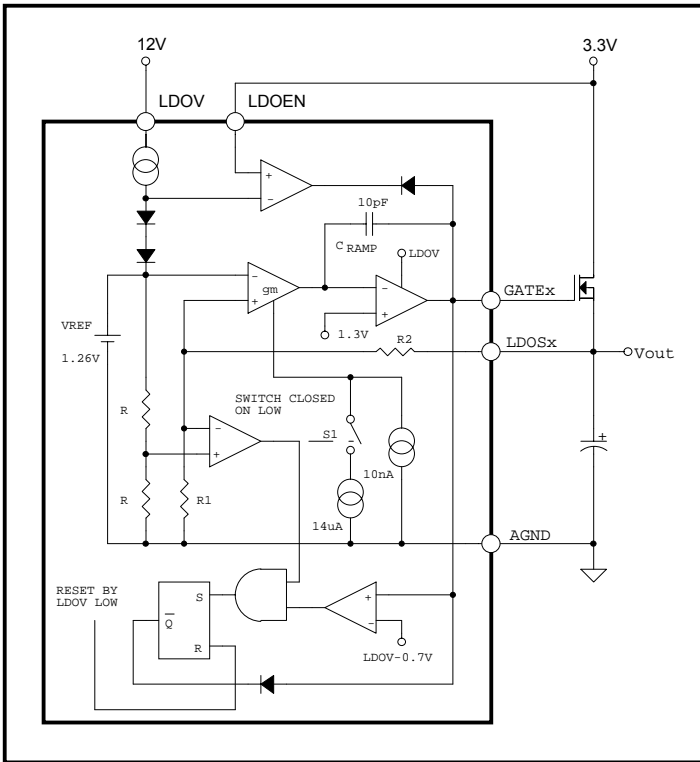 12V
3.3V
LDOV
LDOEN
+
−
10pF
C RAMP
LDOV
−
gm
+
−
+
1.3V
GATEx
VREF
1.26V
R2
LDOSx
Vout
+
SWITCH CLOSED
ON LOW
R
−
+
S1
10nA
R
R1
14uA
AGND
RESET BY
LDOV LOW
S
Q
R
+
−
LDOV-0.7V